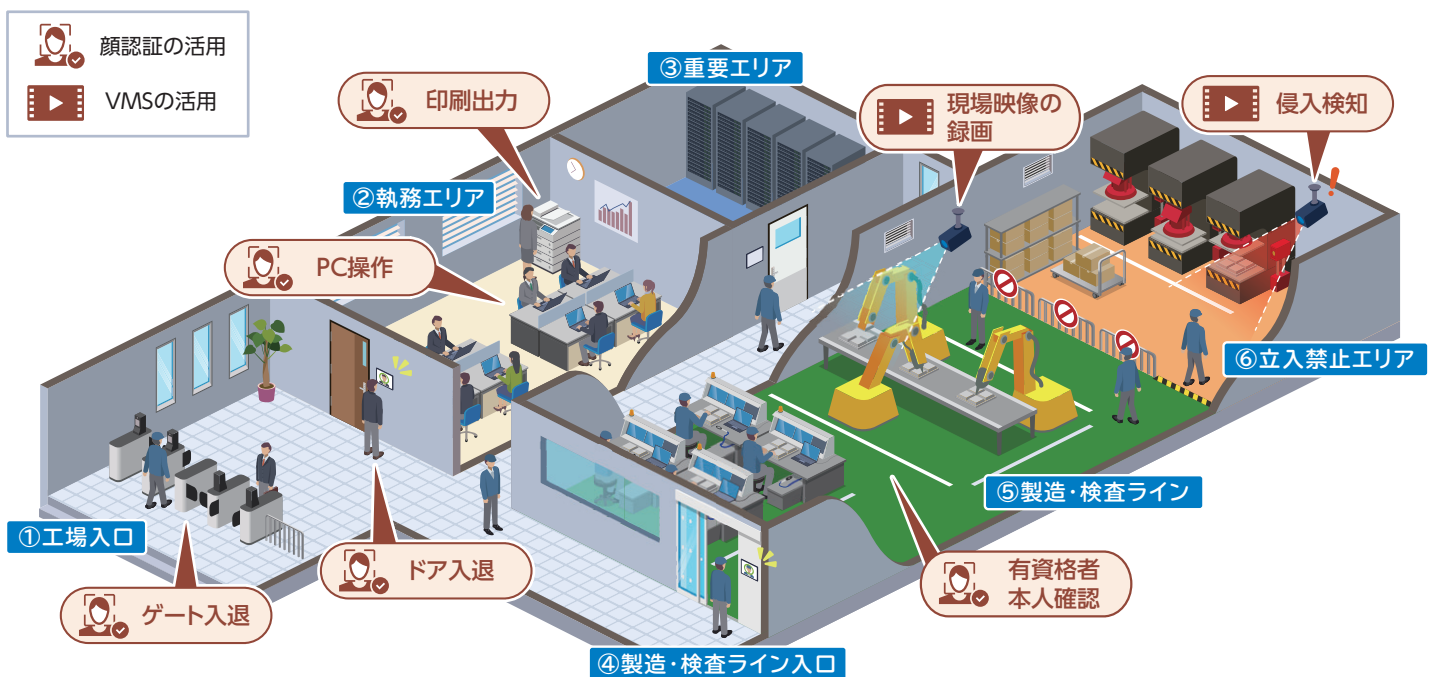 顔認証の活用
VMSの活用
③重要エリア
印刷出力
現場映像の
録画
侵入検知
②執務エリア
PC操作
⑥立入禁止エリア
⑤製造・検査ライン
①工場入口
ドア入退
有資格者
本人確認
ゲート入退
④製造・検査ライン入口